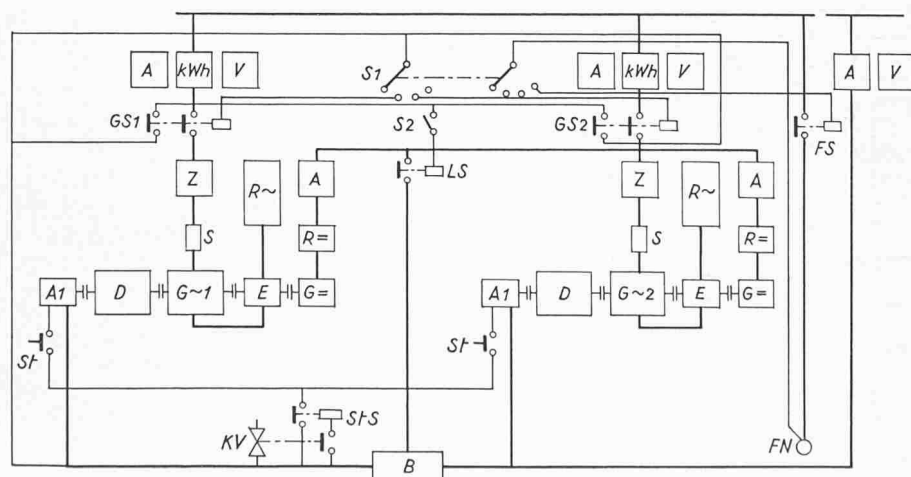 A kWh V S1 A kWh V A V
GS1 S2 GS2 FS
Z R~ A LS Z R~ A
S R= S R=
A1 D G~1 E G= A1 D G~2 E G=
St St
StS
KV FN
B